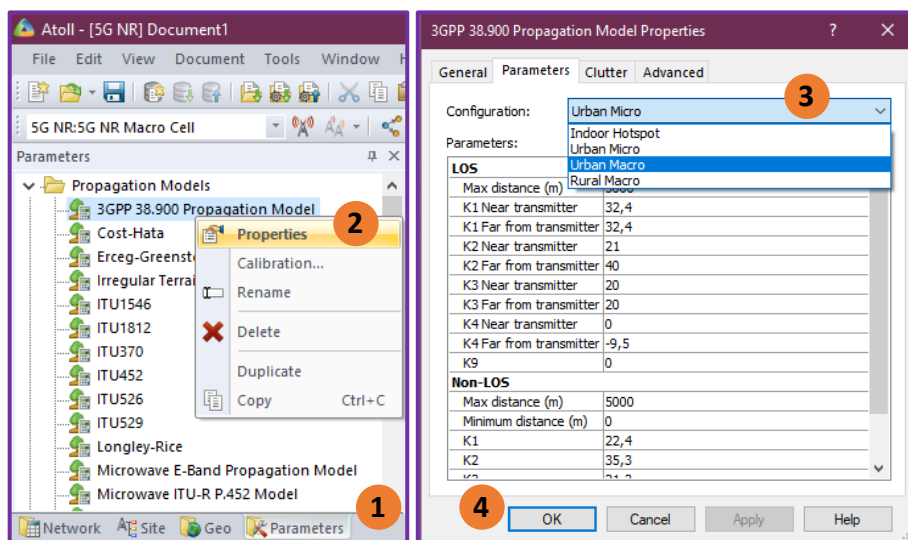 Atoll - [5G NR] Document1
File Edit View Document Tools Window H
5G NR:5G NR Macro Cell
Parameters
Propagation Models
3GPP 38.900 Propagation Model
2
Cost-Hata
Properties
Erceg-Greenst
Calibration...
Irregular Terrai
Rename
ITU1546
ITU1812
Delete
ITU370
ITU452
Duplicate
ITU526
Copy Ctrl+C
ITU529
Longley-Rice
Microwave E-Band Propagation Model
Microwave ITU-R P.452 Model
1
Network Site Geo Parameters
3GPP 38.900 Propagation Model Properties ?
General Parameters Clutter Advanced
3
Configuration: Urban Micro
Indoor Hotspot
Parameters:
Urban Micro
Urban Macro
Rural Macro
LOS
Max distance (m)
K1 Near transmitter 32,4
K1 Far from transmitter 32,4
K2 Near transmitter 21
K2 Far from transmitter 40
K3 Near transmitter 20
K3 Far from transmitter 20
K4 Near transmitter 0
K4 Far from transmitter -9,5
K9 0
Non-LOS
Max distance (m) 5000
Minimum distance (m) 0
K1 22,4
K2 35,3
4
OK Cancel Apply Help